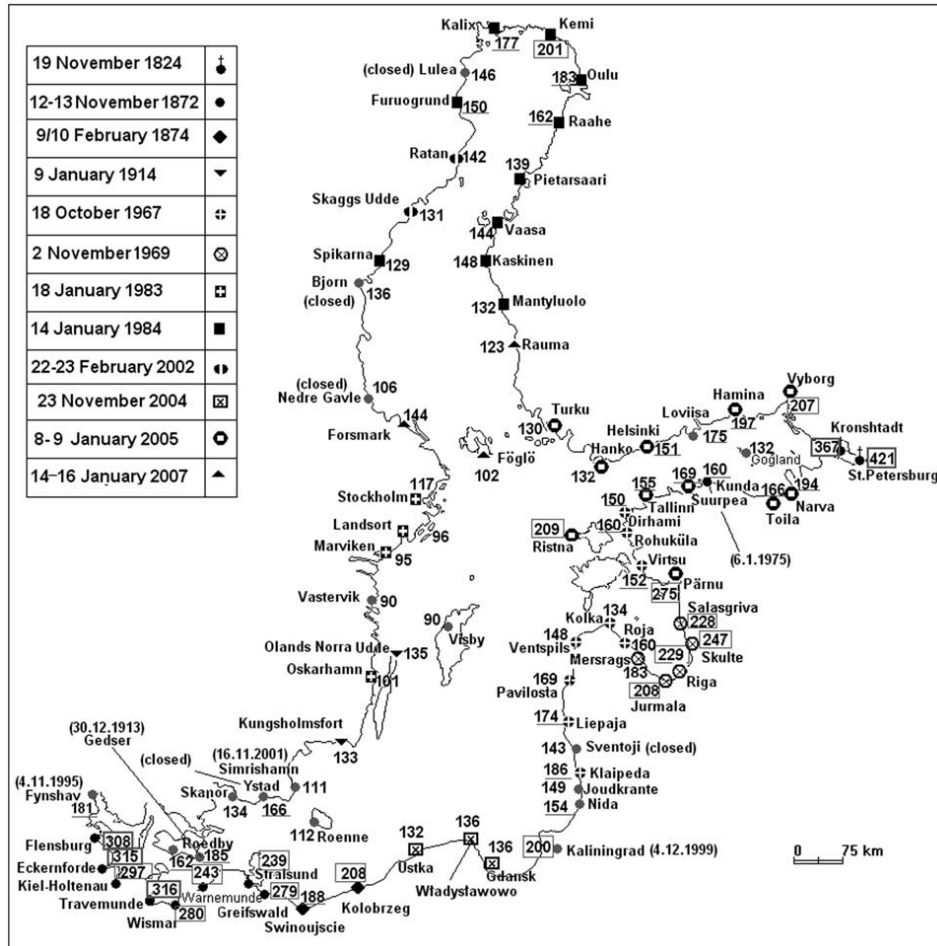 19 November 1824
12-13 November 1872
9/10 February 1874
9 January 1914
18 October 1967
2 November 1969
18 January 1983
14 January 1984
22-23 February 2002
23 November 2004
8- 9 January 2005
14-16 January 2007
Kalix
177
Kemi
201
(closed) Lulea
146
183
Oulu
Furuogrund
150
162
Raahe
Ratan
142
139
Pietarsaari
Skaggs Udde
131
144
Vaasa
Spikarna
129
148
Kaskinen
Bjorn
(closed)
136
132
Mantyluolo
123
Rauma
(closed)
Nedre Gavle
106
144
Forsmark
Föglö
102
Turku
130
Hanko
132
Helsinki
151
Loviisa
175
Hamina
197
Vyborg
207
132
Gogland
Kronshtadt
367
421
St.Petersburg
117
Stockholm
Landsort
96
Marviken
95
155
Tallinn
169
Suurpea
160
Kunda
166
Toila
194
Narva
(6.1.1975)
150
Dirhami
160
Rohuküla
209
Ristna
Virtsu
152
275
Pärnu
Vastervik
90
90
Visby
Salasgriva
228
Kolka
134
Roja
160
247
Skulte
229
Ventspils
148
Mersrags
183
Riga
208
Jurmala
Olands Norra Udde
135
Oskarhamn
101
169
Pavilosta
174
Liepaja
Kungsholmsfort
133
143
Sventoji (closed)
186
Klaipeda
149
Joudkrante
154
Nida
(30.12.1913)
Gedser
(closed)
(16.11.2001)
Simrishamn
111
Ystad
166
Skanor
134
(4.11.1995)
Fynshav
181
112
Roenne
200
Kaliningrad (4.12.1999)
75 km
Flensburg
308
Roedby
162
185
315
Eckernforde
297
Kiel-Holtenau
243
Warnemunde
239
Stralsund
279
Greifswald
316
Travemunde
280
Wismar
188
Swinoujscie
208
Kolobrzeg
132
Ustka
136
Władysławowo
136
Gdansk